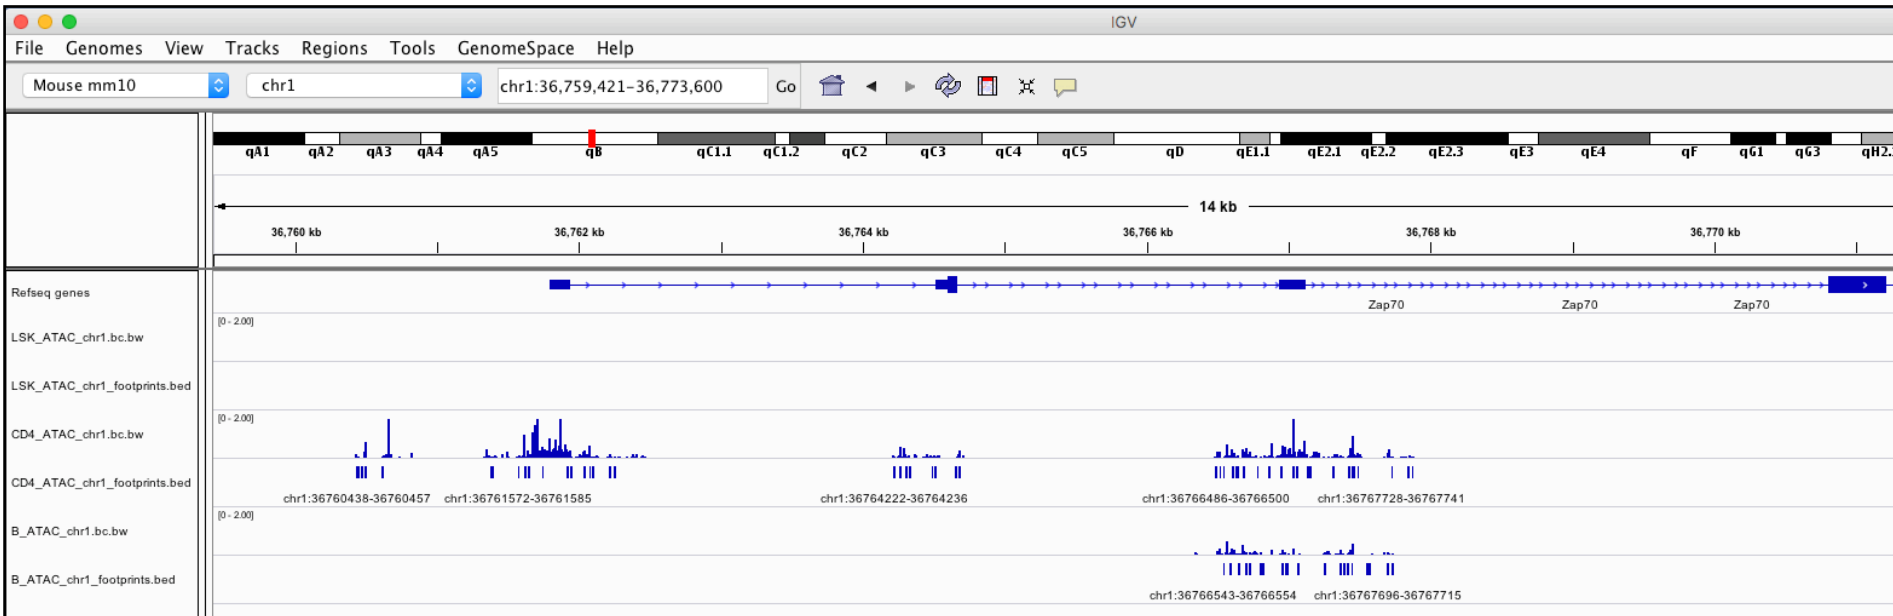 IGV
File Genomes View Tracks Regions Tools GenomeSpace Help
Mouse mm10 chr1 chr1:36,759,421-36,773,600 Go
qA1 qA2 qA3 qA4 qA5 qB qC1.1 qC1.2 qC2 qC3 qC4 qC5 qD qE1.1 qE2.1 qE2.2 qE2.3 qE3 qE4 qF qG1 qG3 qH2.
14 kb
36,760 kb 36,762 kb 36,764 kb 36,766 kb 36,768 kb 36,770 kb
Refseq genes
Zap70 Zap70 Zap70
[0 - 2.00]
LSK_ATAC_chr1.bc.bw
LSK_ATAC_chr1_footprints.bed
[0 - 2.00]
CD4_ATAC_chr1.bc.bw
CD4_ATAC_chr1_footprints.bed
chr1:36760438-36760457 chr1:36761572-36761585 chr1:36764222-36764236 chr1:36766486-36766500 chr1:36767728-36767741
[0 - 2.00]
B_ATAC_chr1.bc.bw
B_ATAC_chr1_footprints.bed
chr1:36766543-36766554 chr1:36767696-36767715